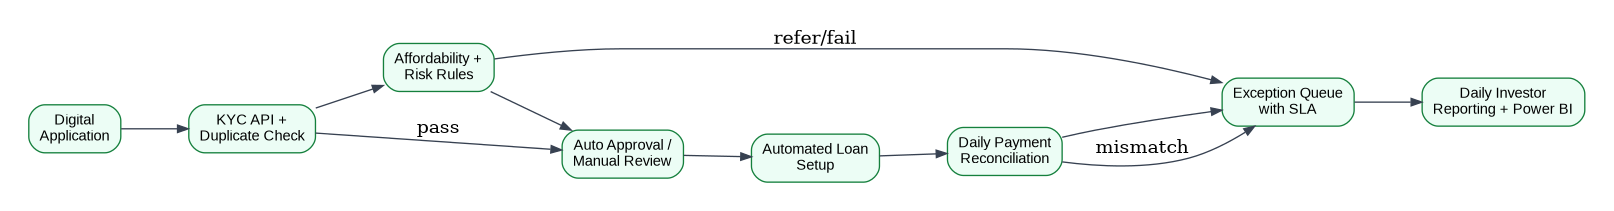 Digital
Application
KYC API +
Duplicate Check
Affordability +
Risk Rules
refer/fail
pass
Auto Approval /
Manual Review
Automated Loan
Setup
Daily Payment
Reconciliation
mismatch
Exception Queue
with SLA
Daily Investor
Reporting + Power BI